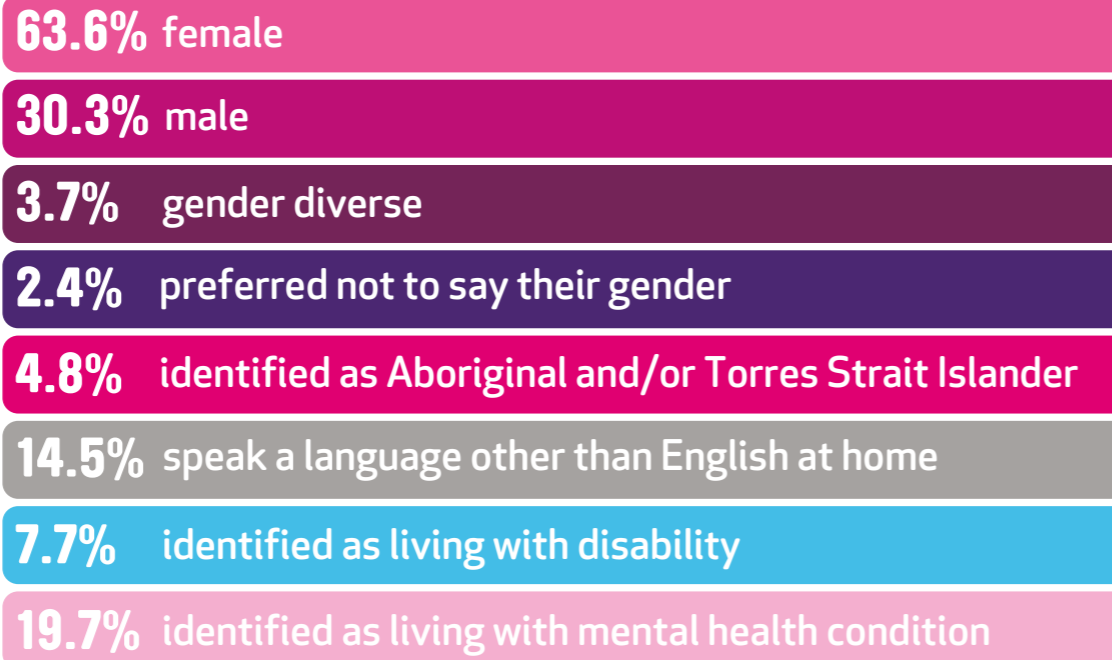 63.6% female
30.3% male
3.7% gender diverse
2.4% preferred not to say their gender
4.8% identified as Aboriginal and/or Torres Strait Islander
14.5% speak a language other than English at home
7.7% identified as living with disability
19.7% identified as living with mental health condition